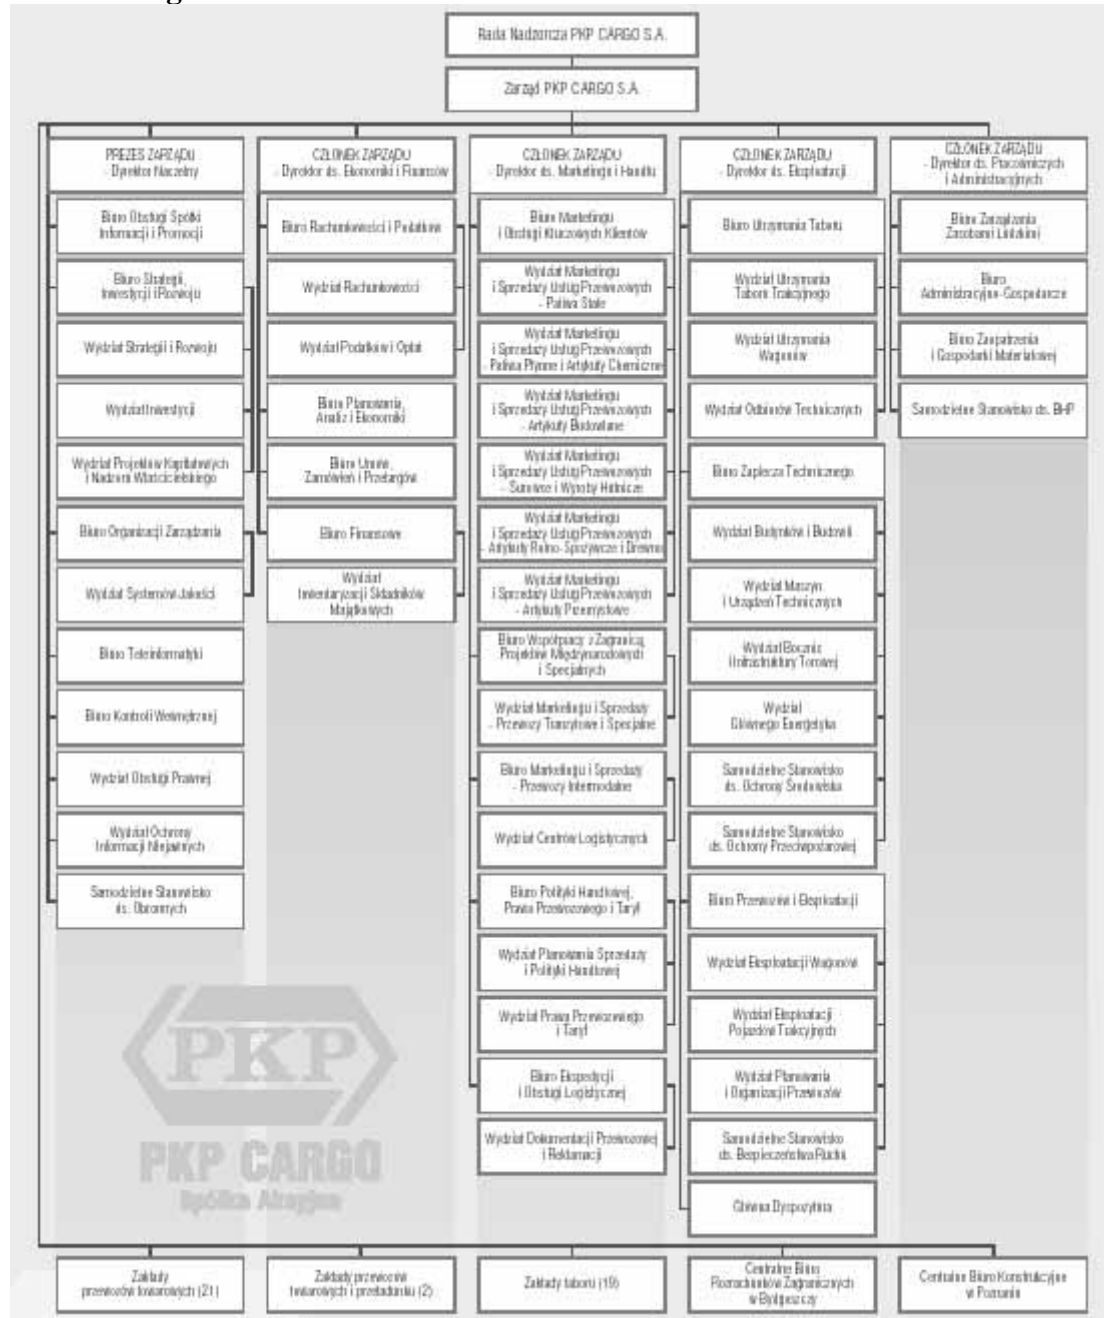 Rada Nadzorcza PKP CARGO S.A.
Zarząd PKP CARGO S.A.
PREZES ZARZĄDU
- Dyrektor Naczelny
Biuro Obsługi Spółki
Informacji i Promocji
Biuro Strategii,
Inwestycji i Rozwoju
Wydział Strategii i Rozwoju
Wydział Inwestycji
Wydział Projektów Kapitałowych
i Nadzoru Właścicielskiego
Biuro Organizacji Zarządzania
Wydział Systemów Jakości
Biuro Teleinformatyki
Biuro Kontroli Wewnętrznej
Wydział Obsługi Prawnej
Wydział Ochrony
Informacji Niejawnych
Samodzielne Stanowisko
ds. Obronnych
CZŁONEK ZARZĄDU
- Dyrektor ds. Ekonomiki i Finansów
Biuro Rachunkowości i Podatków
Wydział Rachunkowości
Wydział Podatków i Opłat
Biuro Planowania,
Analiz i Ekonomiki
Biuro Umów,
Zamówień i Przetargów
Biuro Finansowe
Wydział
Inwentaryzacji Składników
Majątkowych
CZŁONEK ZARZĄDU
- Dyrektor ds. Marketingu i Handlu
Biuro Marketingu
i Obsługi Kluczowych Klientów
Wydział Marketingu
i Sprzedaży Usług Przewozowych
- Paliwa Stałe
Wydział Marketingu
i Sprzedaży Usług Przewozowych
- Paliwa Płynne i Artykuły Chemiczne
Wydział Marketingu
i Sprzedaży Usług Przewozowych
- Artykuły Budowlane
Wydział Marketingu
i Sprzedaży Usług Przewozowych
- Surowce i Wyroby Hutnicze
Wydział Marketingu
i Sprzedaży Usług Przewozowych
- Artykuły Rolno-Spożywcze i Drewno
Wydział Marketingu
i Sprzedaży Usług Przewozowych
- Artykuły Przemysłowe
Biuro Współpracy z Zagranicą,
Projektów Międzynarodowych
i Specjalnych
Wydział Marketingu i Sprzedaży
- Przewozy Tranzytowe i Specjalne
Biuro Marketingu i Sprzedaży
- Przewozy Intermodalne
Wydział Centrów Logistycznych
Biuro Polityki Handlowej,
Prawa Przewozowego i Taryf
Wydział Planowania Sprzedaży
i Polityki Handlowej
Wydział Prawa Przewozowego
i Taryf
Biuro Ekspedycji
i Obsługi Logistycznej
Wydział Dokumentacji Przewozowej
i Reklamacji
CZŁONEK ZARZĄDU
- Dyrektor ds. Eksploatacji
Biuro Utrzymania Taboru
Wydział Utrzymania
Taboru Trakcyjnego
Wydział Utrzymania
Wagonów
Wydział Odbiorów Technicznych
Biuro Zaplecza Technicznego
Wydział Budynków i Budowli
Wydział Maszyn
i Urządzeń Technicznych
Wydział Bocznic
i Infrastruktury Torowej
Wydział
Głównego Energetyka
Samodzielne Stanowisko
ds. Ochrony Środowiska
Samodzielne Stanowisko
ds. Ochrony Przeciwpożarowej
Biuro Przewozów i Eksploatacji
Wydział Eksploatacji Wagonów
Wydział Eksploatacji
Pojazdów Trakcyjnych
Wydział Planowania
i Organizacji Przewozów
Samodzielne Stanowisko
ds. Bezpieczeństwa Ruchu
Główna Dyspozytura
CZŁONEK ZARZĄDU
- Dyrektor ds. Pracowniczych
i Administracyjnych
Biuro Zarządzania
Zasobami Ludzkimi
Biuro
Administracyjno-Gospodarcze
Biuro Zaopatrzenia
i Gospodarki Materiałowej
Samodzielne Stanowisko ds. BHP
PKP
PKP CARGO
Spółka Akcyjna
Zakłady
przewozów towarowych (21)
Zakłady przewozów
towarowych i przeładunku (2)
Zakłady taboru (19)
Centralne Biuro
Rozrachunków Zagranicznych
w Bydgoszczy
Centralne Biuro Konstrukcyjne
w Poznaniu